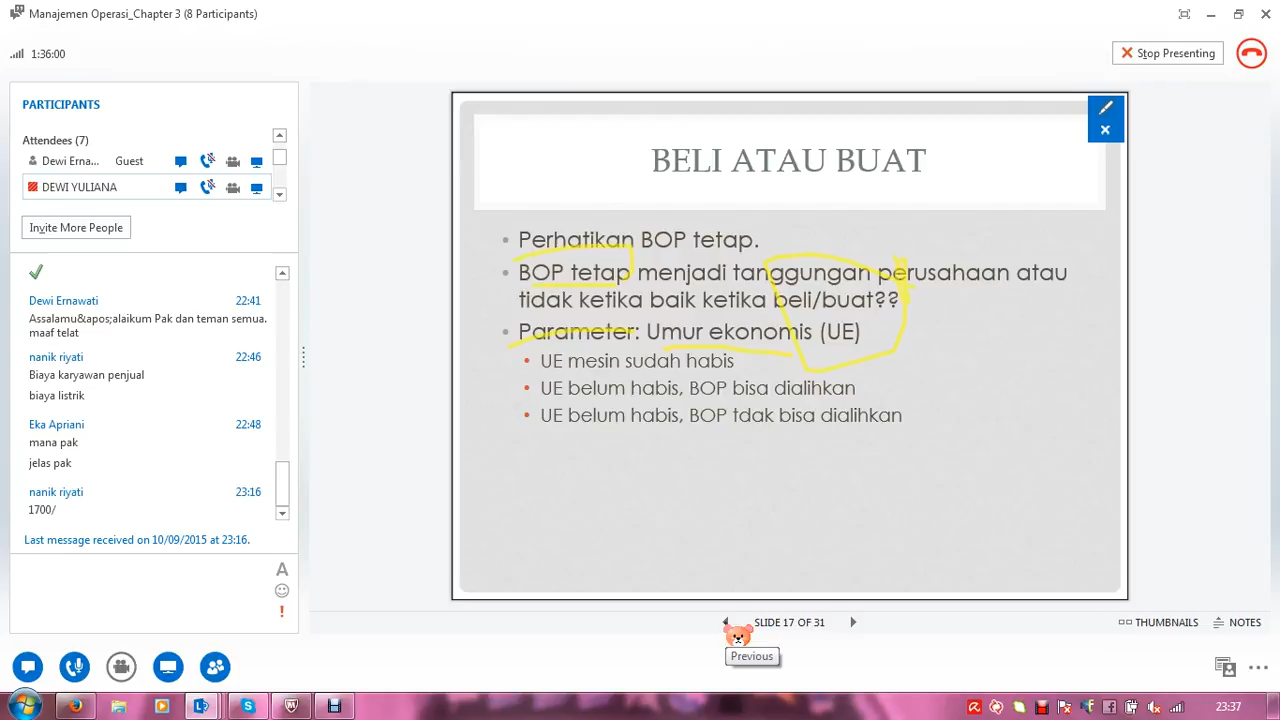 Manajemen Operasi_Chapter 3 (8 Participants)
1:36:00
Stop Presenting
PARTICIPANTS
Attendees (7)
Dewi Erna... Guest
DEWI YULIANA
Invite More People
Dewi Ernawati 22:41
Assalamu&apos;alaikum Pak dan teman semua.
maaf telat
nanik riyati 22:46
Biaya karyawan penjual
biaya listrik
Eka Apriani 22:48
mana pak
jelas pak
nanik riyati 23:16
1700/
Last message received on 10/09/2015 at 23:16.
BELI ATAU BUAT
• Perhatikan BOP tetap.
• BOP tetap menjadi tanggungan perusahaan atau
tidak ketika baik ketika beli/buat??
• Parameter: Umur ekonomis (UE)
• UE mesin sudah habis
• UE belum habis, BOP bisa dialihkan
• UE belum habis, BOP tdak bisa dialihkan
SLIDE 17 OF 31
THUMBNAILS
NOTES
Previous
23:37